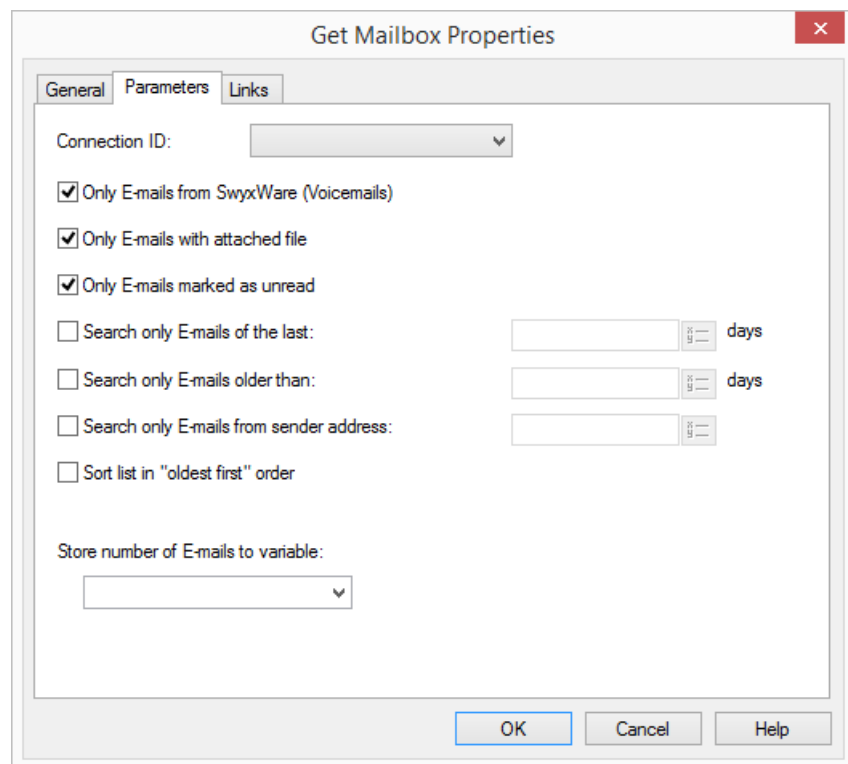 Get Mailbox Properties
General Parameters Links
Connection ID:
Only E-mails from SwyxWare (Voicemails)
Only E-mails with attached file
Only E-mails marked as unread
Search only E-mails of the last: days
Search only E-mails older than: days
Search only E-mails from sender address:
Sort list in "oldest first" order
Store number of E-mails to variable:
OK Cancel Help